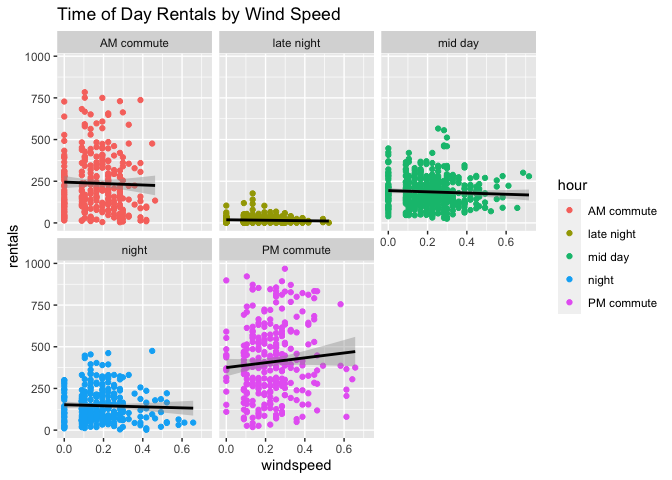 Time of Day Rentals by Wind Speed
AM commute
late night
mid day
1000
750
500
250
0
0.0 0.2 0.4 0.6
night
PM commute
1000
750
500
250
0
0.0 0.2 0.4 0.6
0.0 0.2 0.4 0.6
rentals
windspeed
hour
AM commute
late night
mid day
night
PM commute